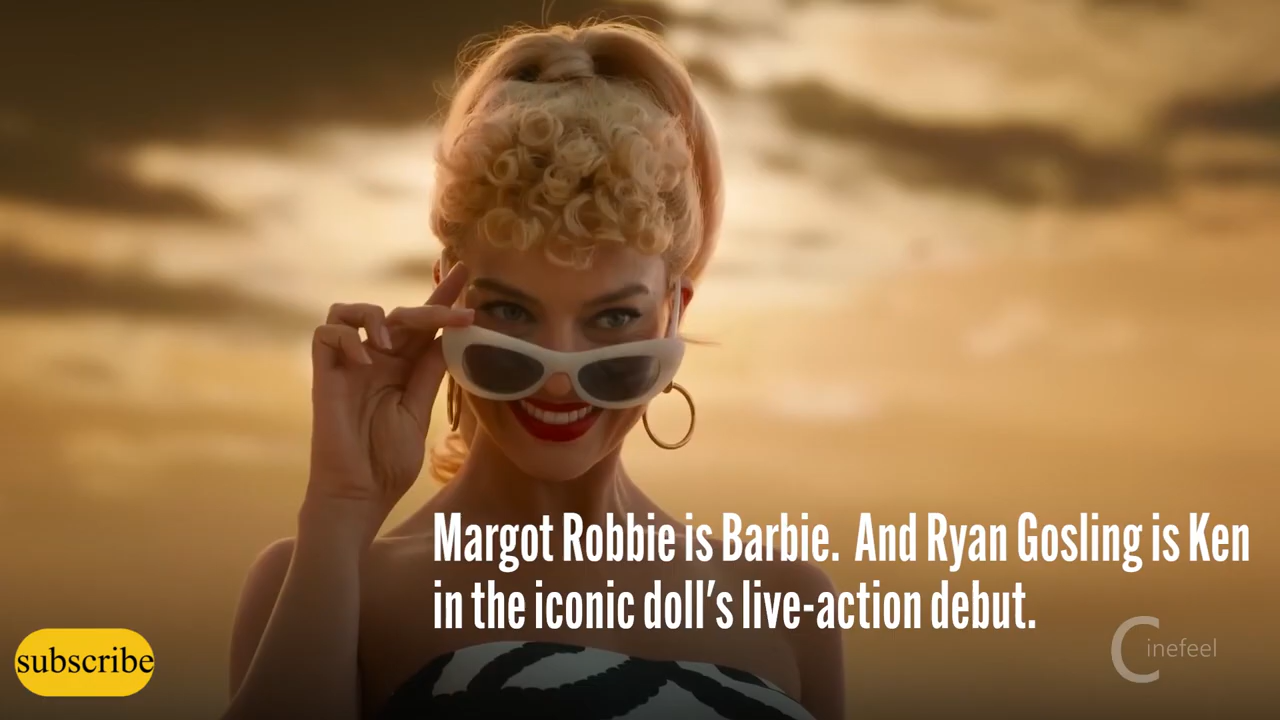 Margot Robbie is Barbie. And Ryan Gosling is Ken
in the iconic doll's live-action debut.
subscribe
Cinefeel